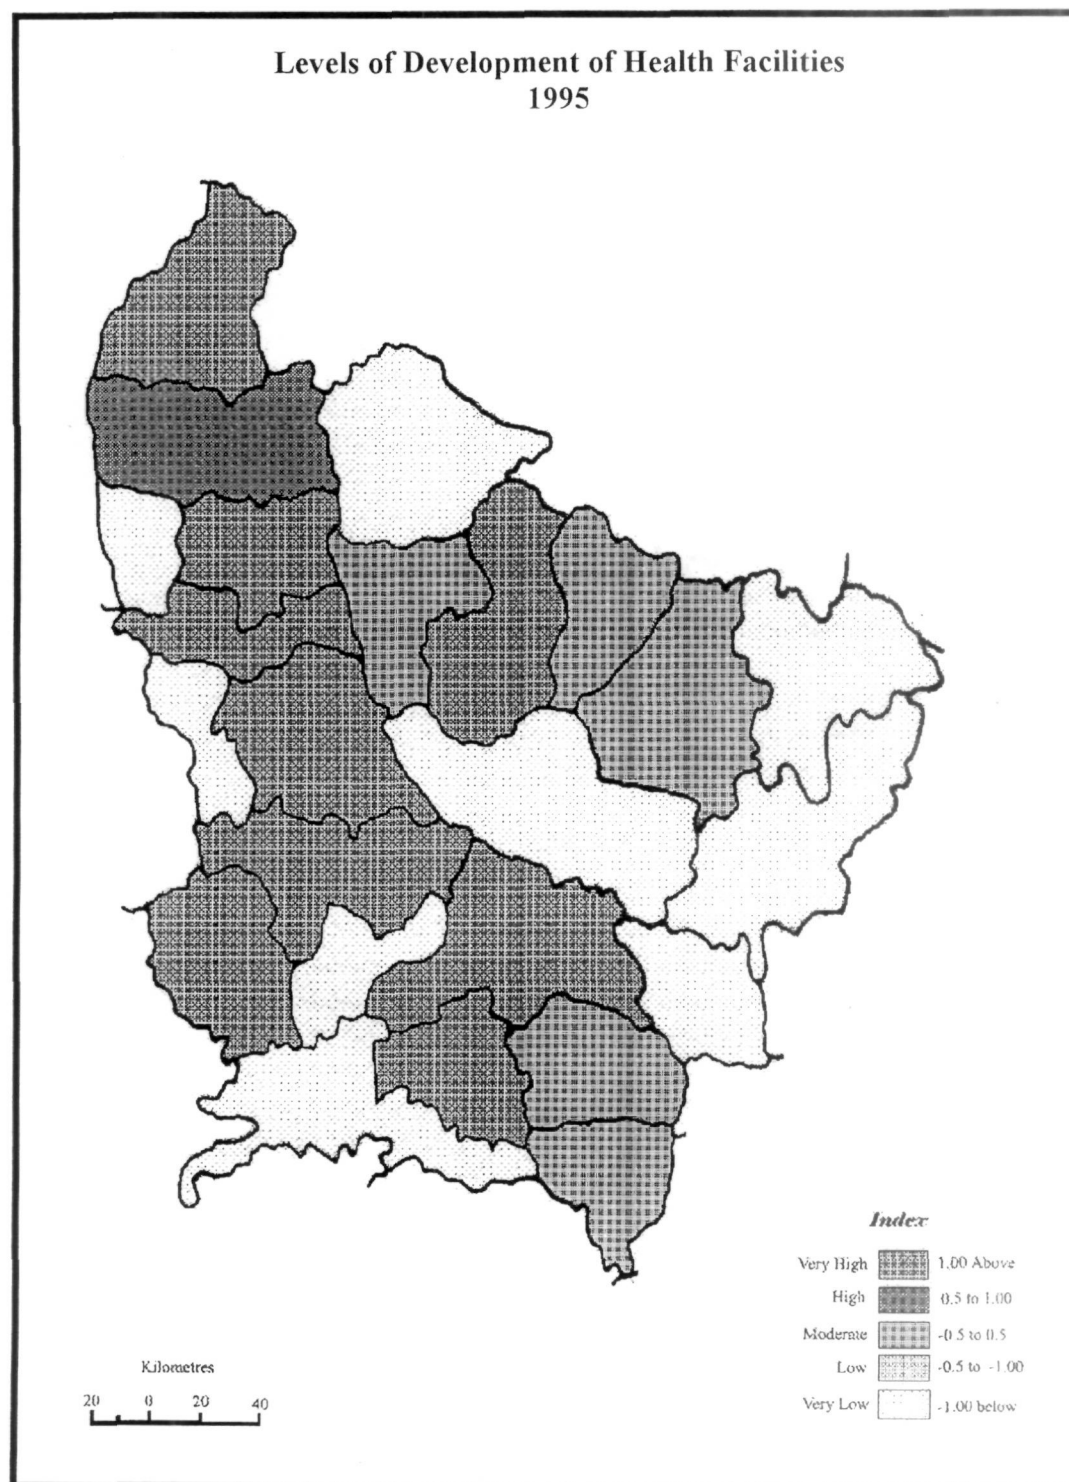 Levels of Development of Health Facilities
1995
Index
Very High 1.00 Above
High 0.5 to 1.00
Moderate -0.5 to 0.5
Low -0.5 to -1.00
Very Low -1.00 below
Kilometres
20 0 20 40